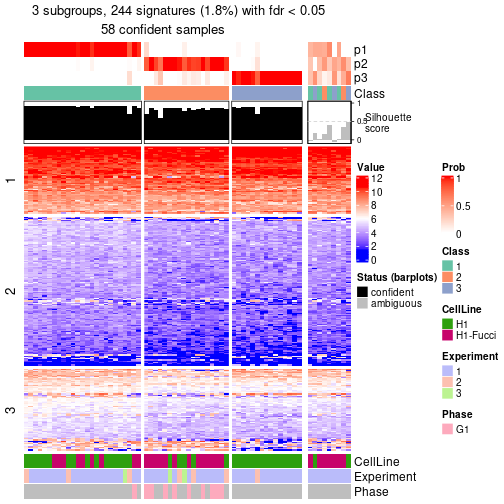 3 subgroups, 244 signatures (1.8%) with fdr < 0.05
58 confident samples
p1
p2
p3
Class
1
0.5
0
Silhouette
score
1
2
3
CellLine
Experiment
Phase
Value
12
10
8
6
4
2
0
Status (barplots)
confident
ambiguous
Prob
1
0.5
0
Class
1
2
3
CellLine
H1
H1-Fucci
Experiment
1
2
3
Phase
G1